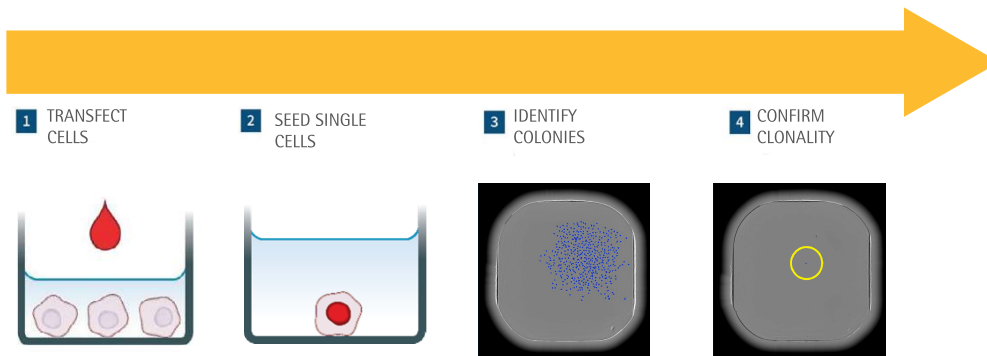 1 TRANSFECT
CELLS
2 SEED SINGLE
CELLS
3 IDENTIFY
COLONIES
4 CONFIRM
CLONALITY